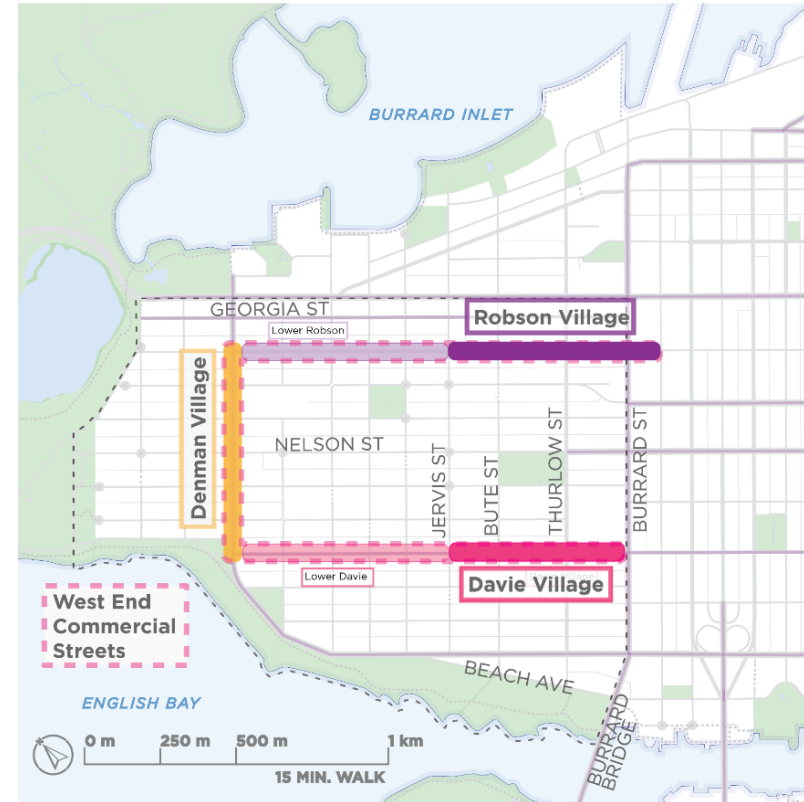 BURRARD INLET
GEORGIA ST
Robson Village
Lower Robson
Denman Village
NELSON ST
JERVIS ST
BUTE ST
THURLOW ST
BURRARD ST
Lower Davie
Davie Village
West End
Commercial
Streets
BEACH AVE
ENGLISH BAY
BURRARD
BRIDGE
0 m 250 m 500 m 1 km
15 MIN. WALK